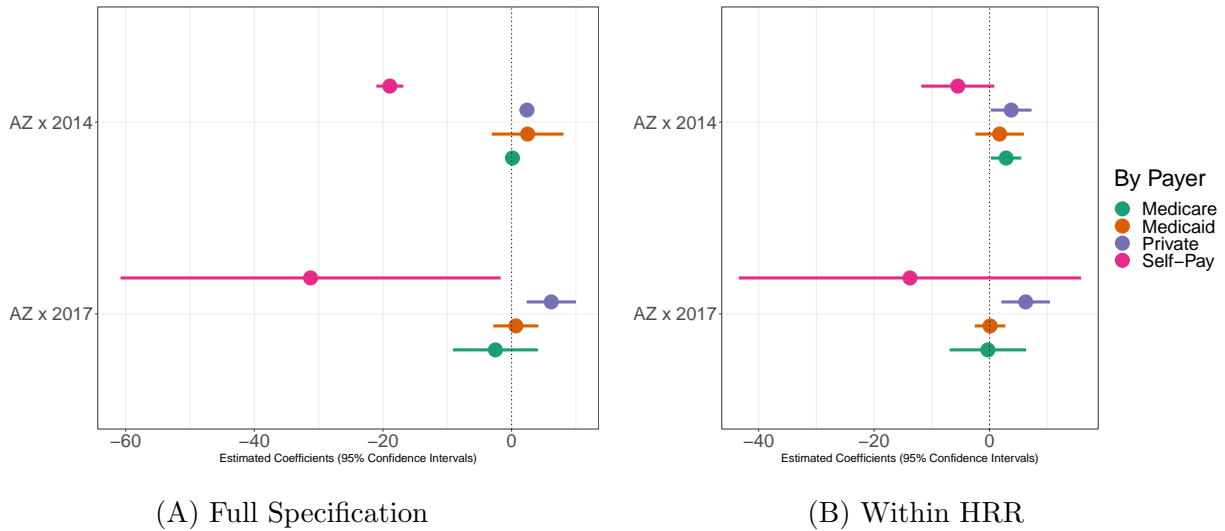 AZ x 2014
AZ x 2017
−60 −40 −20 0
Estimated Coefficients (95% Confidence Intervals)
(A) Full Specification
AZ x 2014
AZ x 2017
−40 −20 0
Estimated Coefficients (95% Confidence Intervals)
(B) Within HRR
By Payer
Medicare
Medicaid
Private
Self−Pay